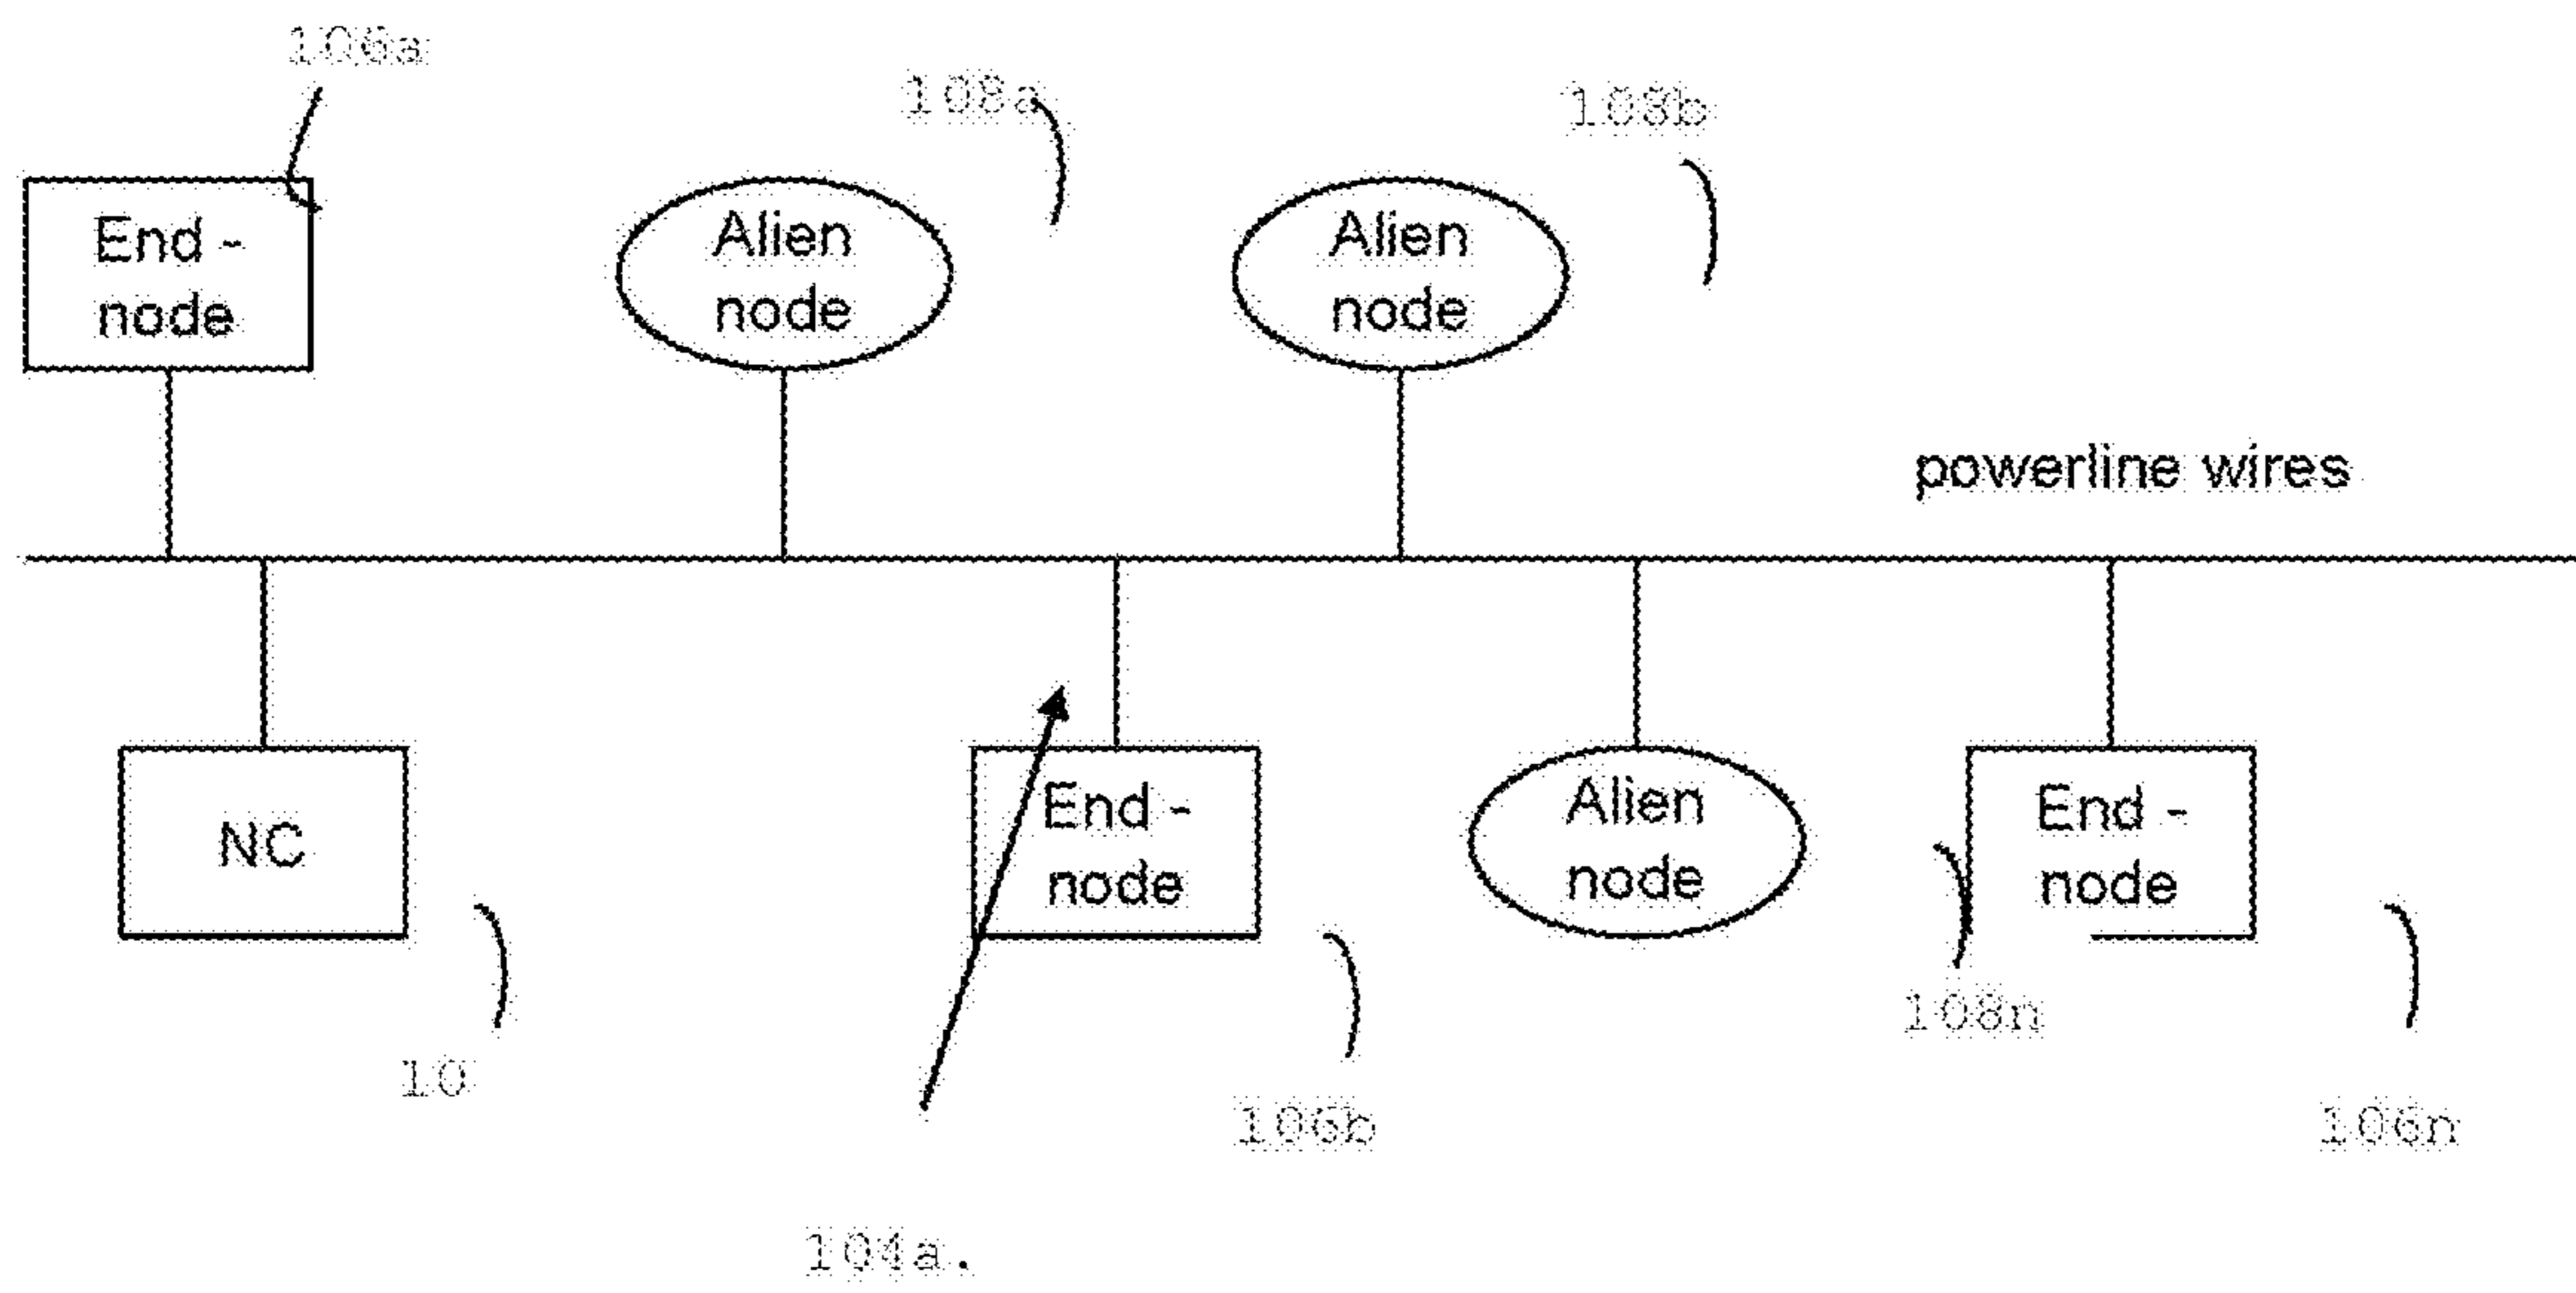 106a
108a
108b
End -
node
Alien
node
Alien
node
powerline wires
NC
End -
node
Alien
node
End -
node
10
106b
108n
106n
104a.